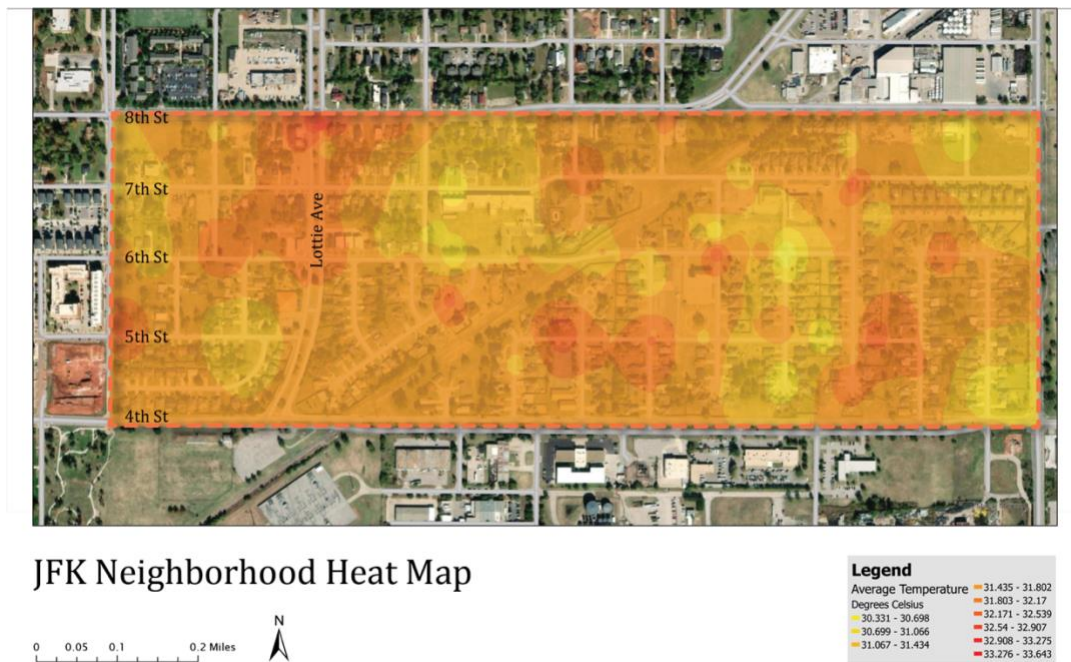 8th St
7th St
Lottie Ave
6th St
5th St
4th St
JFK Neighborhood Heat Map
0 0.05 0.1 0.2 Miles
N
Legend
Average Temperature
Degrees Celsius
30.331 - 30.698
30.699 - 31.066
31.067 - 31.434
31.435 - 31.802
31.803 - 32.17
32.171 - 32.539
32.54 - 32.907
32.908 - 33.275
33.276 - 33.643